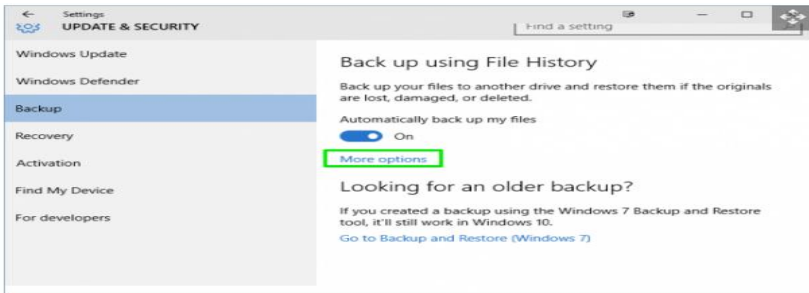 Settings
UPDATE & SECURITY
Find a setting
Windows Update
Windows Defender
Backup
Recovery
Activation
Find My Device
For developers
Back up using File History
Back up your files to another drive and restore them if the originals
are lost, damaged, or deleted.
Automatically back up my files
On
More options
Looking for an older backup?
If you created a backup using the Windows 7 Backup and Restore
tool, it'll still work in Windows 10.
Go to Backup and Restore (Windows 7)